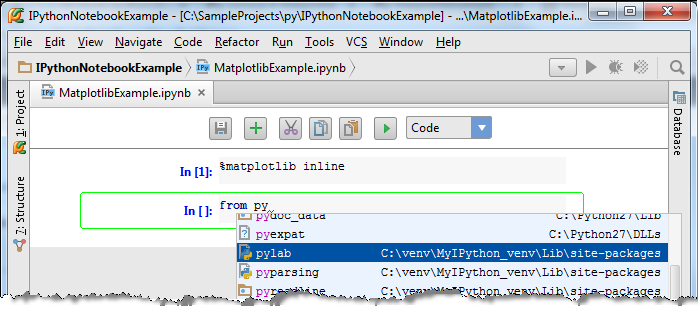 IPythonNotebookExample - [C:\SampleProjects\py\IPythonNotebookExample] - ...\MatplotlibExample.i...
File Edit View Navigate Code Refactor Run Tools VCS Window Help
IPythonNotebookExample MatplotlibExample.ipynb
1: Project
7: Structure
MatplotlibExample.ipynb
Code
Database
In [1]: %matplotlib inline
In [ ]: from py
pydoc_data C:\Python27\Lib
pyexpat C:\Python27\DLLs
pylab C:\venv\MyIPython_venv\Lib\site-packages
pyparsing C:\venv\MyIPython_venv\Lib\site-packages
pyreadline C:\venv\MyIPython_venv\Lib\site-packages